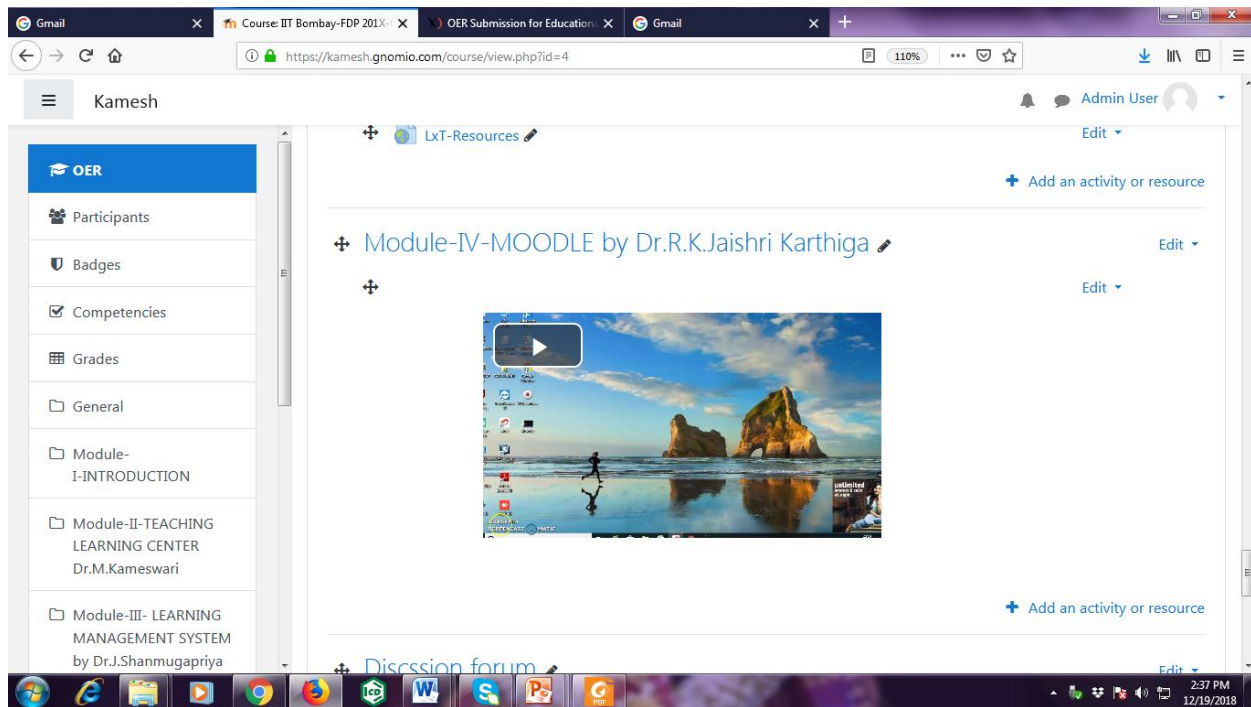 Gmail
Course: IIT Bombay-FDP 201X-
OER Submission for Education
Gmail
https://kamesh.gnomio.com/course/view.php?id=4
110%
Kamesh
Admin User
LxT-Resources
Edit
OER
Add an activity or resource
Participants
Module-IV-MOODLE by Dr.R.K.Jaishri Karthiga
Edit
Badges
Edit
Competencies
Grades
General
Module-
I-INTRODUCTION
unlimited
Module-II-TEACHING
LEARNING CENTER
Dr.M.Kameswari
Add an activity or resource
Module-III- LEARNING
MANAGEMENT SYSTEM
by Dr.J.Shanmugapriya
Discssion forum
Edit
2:37 PM
12/19/2018